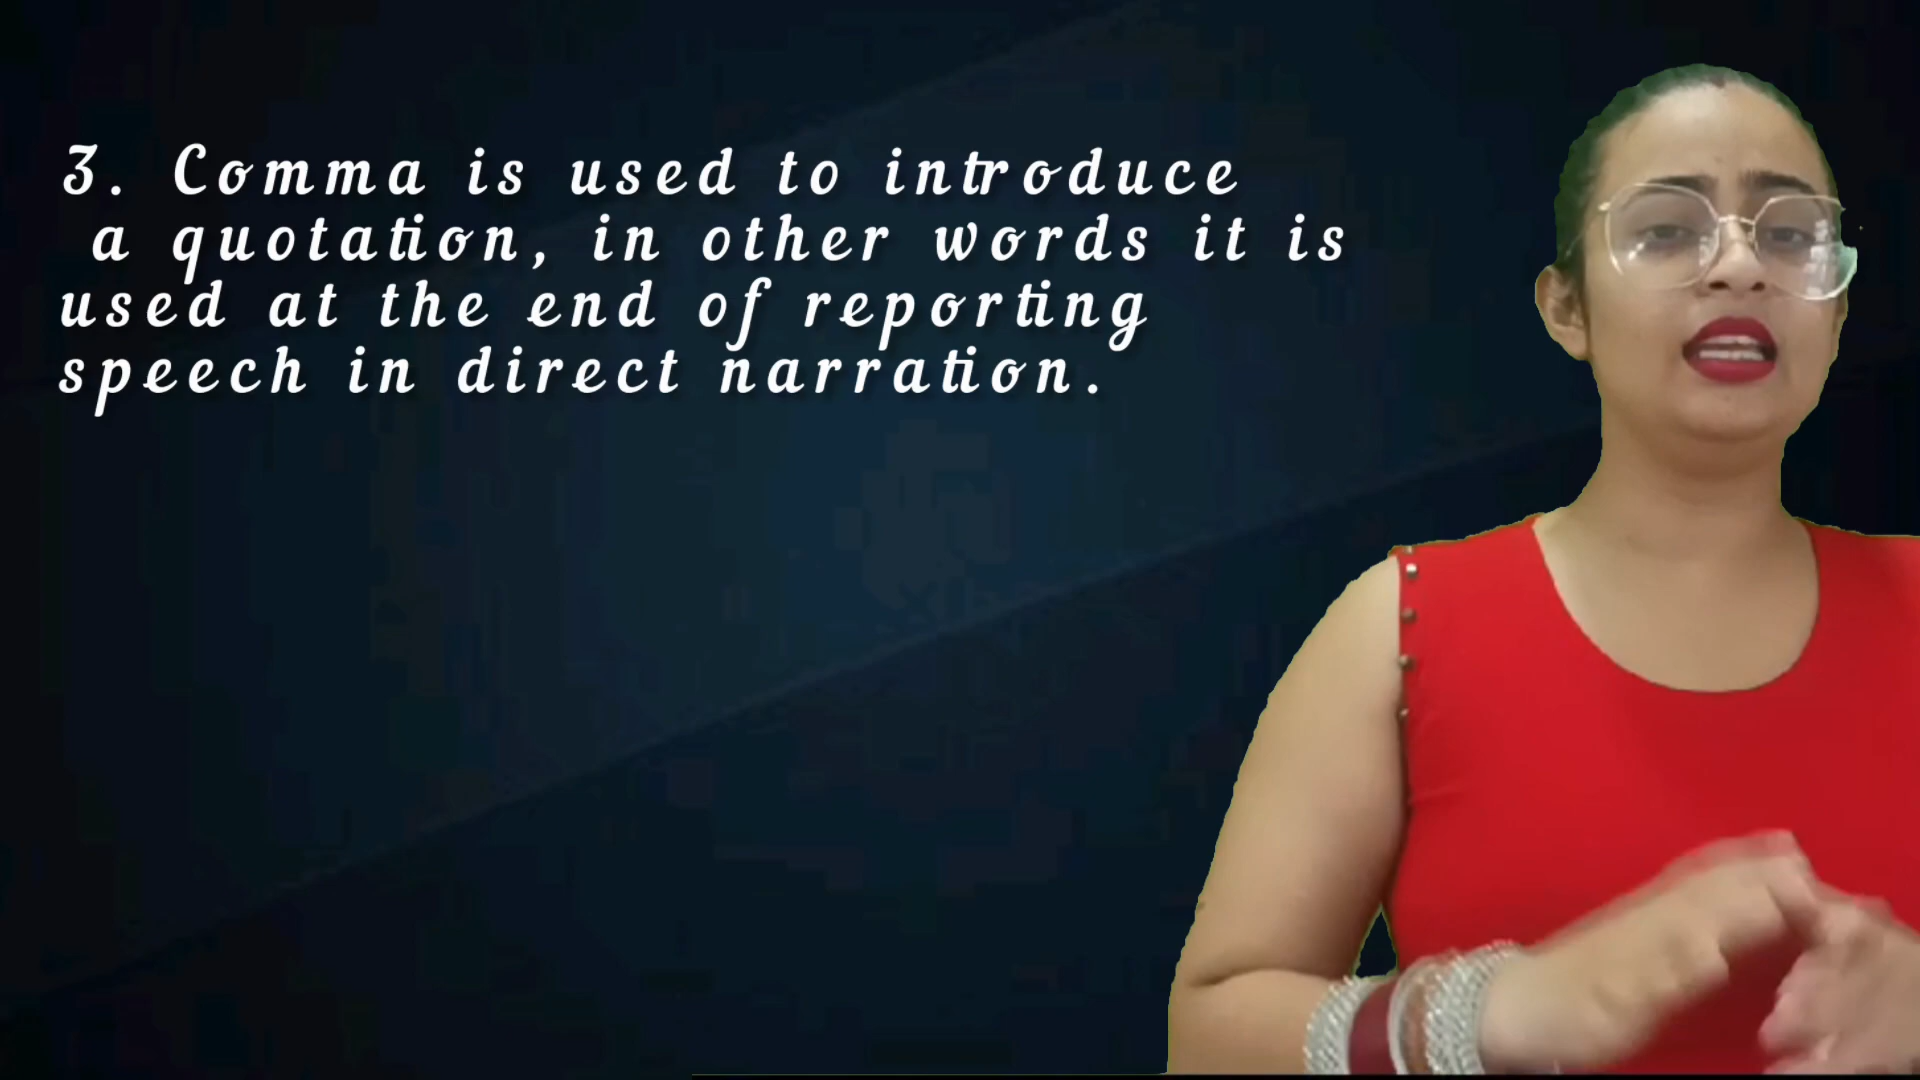 3. Comma is used to introduce
a quotation, in other words it is
used at the end of reporting
speech in direct narration.